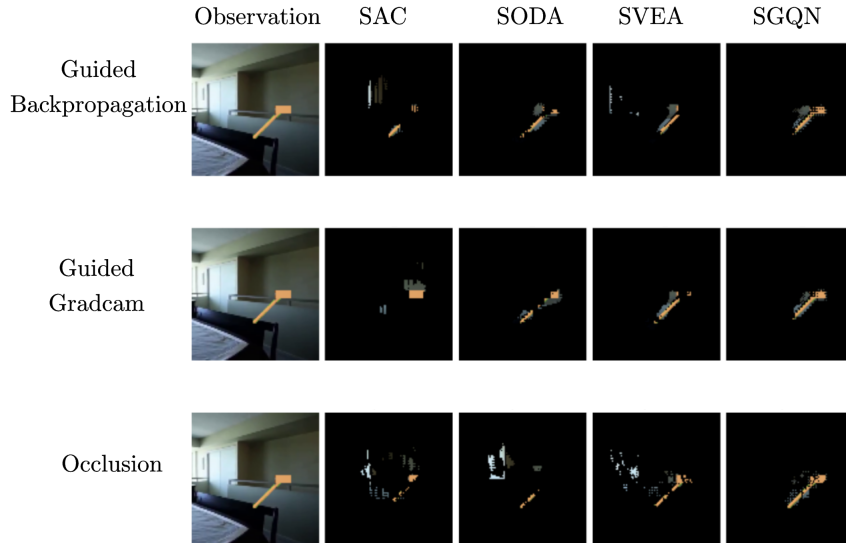 Observation SAC SODA SVEA SGQN
Guided
Backpropagation
Guided
Gradcam
Occlusion